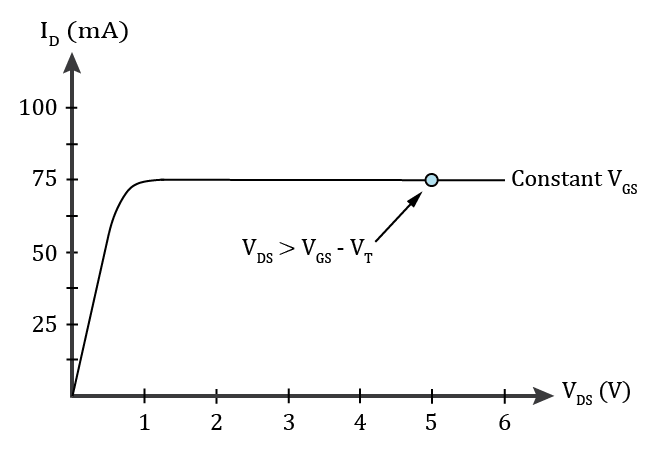 I_D (mA)
100
75
50
25
Constant V_GS
V_DS > V_GS - V_T
V_DS (V)
1 2 3 4 5 6